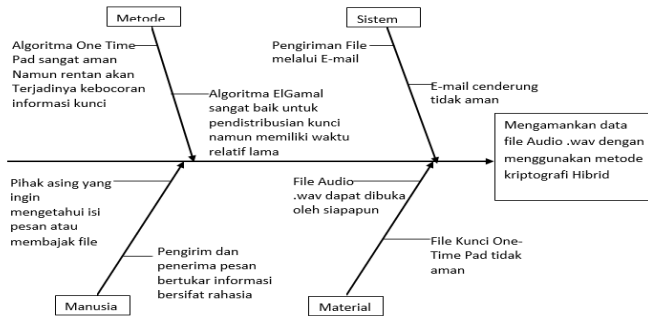 Metode
Sistem
Algoritma One Time
Pad sangat aman
Namun rentan akan
Terjadinya kebocoran
informasi kunci
Algoritma ElGamal
sangat baik untuk
pendistribusian kunci
namun memiliki waktu
relatif lama
Pengiriman File
melalui E-mail
E-mail cenderung
tidak aman
Mengamankan data
file Audio .wav dengan
menggunakan metode
kriptografi Hibrid
Pihak asing yang
ingin
mengetahui isi
pesan atau
membajak file
Pengirim dan
penerima pesan
bertukar informasi
bersifat rahasia
File Audio
.wav dapat dibuka
oleh siapapun
File Kunci One-
Time Pad tidak
aman
Manusia
Material